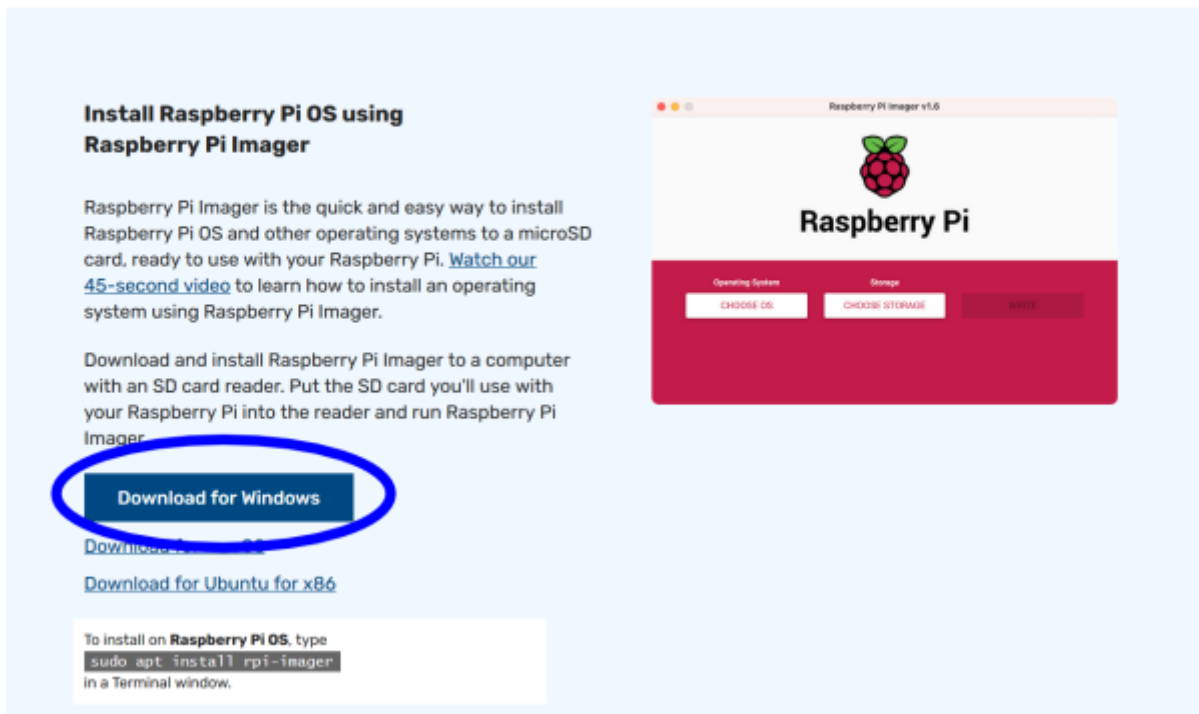 Install Raspberry Pi OS using
Raspberry Pi Imager
Raspberry Pi Imager is the quick and easy way to install
Raspberry Pi OS and other operating systems to a microSD
card, ready to use with your Raspberry Pi. Watch our
45-second video to learn how to install an operating
system using Raspberry Pi Imager.
Download and install Raspberry Pi Imager to a computer
with an SD card reader. Put the SD card you'll use with
your Raspberry Pi into the reader and run Raspberry Pi
Imager
Download for Windows
Download for
Download for Ubuntu for x86
To install on Raspberry Pi OS, type
sudo apt install rpi-imager
in a Terminal window.
Raspberry Pi Imager v1.6
Raspberry Pi
Operating System
Storage
CHOOSE OS
CHOOSE STORAGE
WRITE